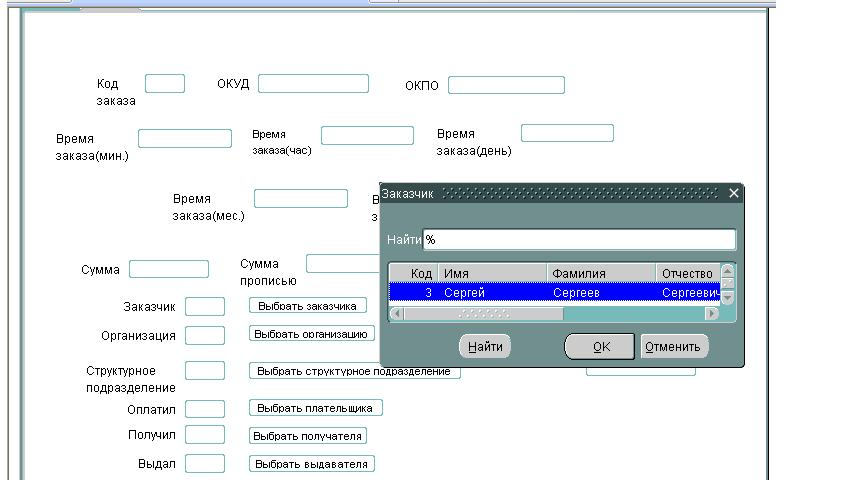 Код
заказа
ОКУД
ОКПО
Время
заказа(мин.)
Время
заказа(час)
Время
заказа(день)
Время
заказа(мес.)
Заказчик
Найти %
Код Имя Фамилия Отчество
3 Сергей Сергеев Сергеевич
Найти OK Отменить
Сумма
Сумма
прописью
Заказчик Выбрать заказчика
Организация Выбрать организацию
Структурное
подразделение
Выбрать структурное подразделение
Оплатил Выбрать плательщика
Получил Выбрать получателя
Выдал Выбрать выдавателя